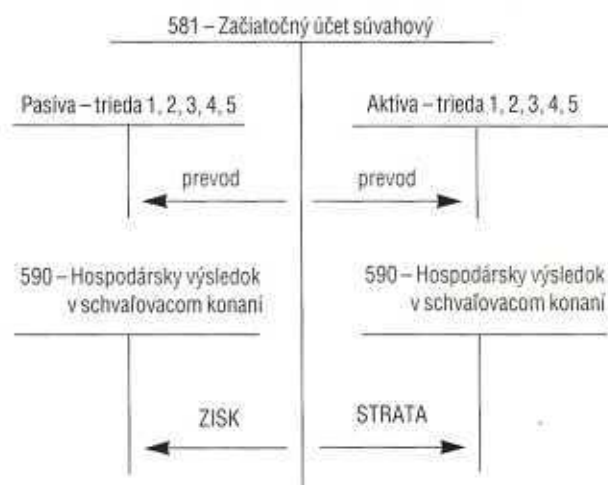 581 – Začiatočný účet súvahový
Pasíva – trieda 1, 2, 3, 4, 5
Aktíva – trieda 1, 2, 3, 4, 5
prevod
prevod
590 – Hospodársky výsledok
v schvaľovacom konaní
590 – Hospodársky výsledok
v schvaľovacom konaní
ZISK
STRATA